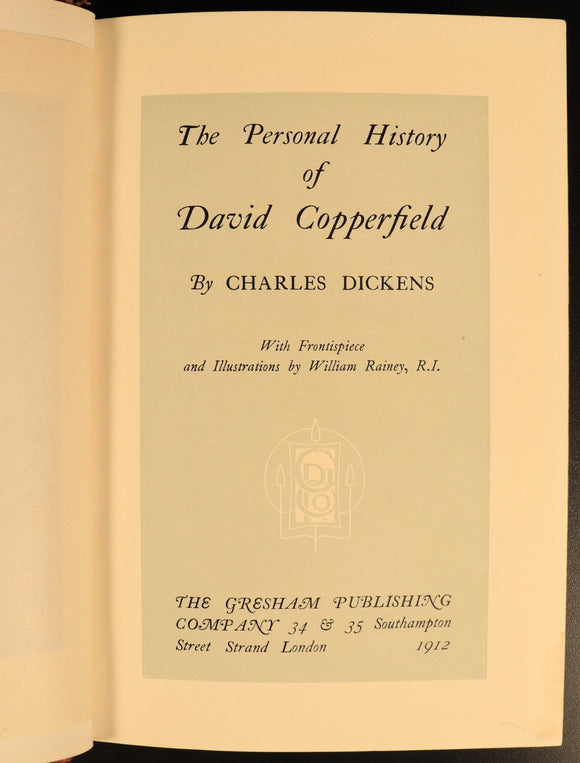 The Personal History
of
David Copperfield
By CHARLES DICKENS
With Frontispiece
and Illustrations by William Rainey, R.I.
THE GRESHAM PUBLISHING
COMPANY 34 & 35 Southampton
Street Strand London 1912